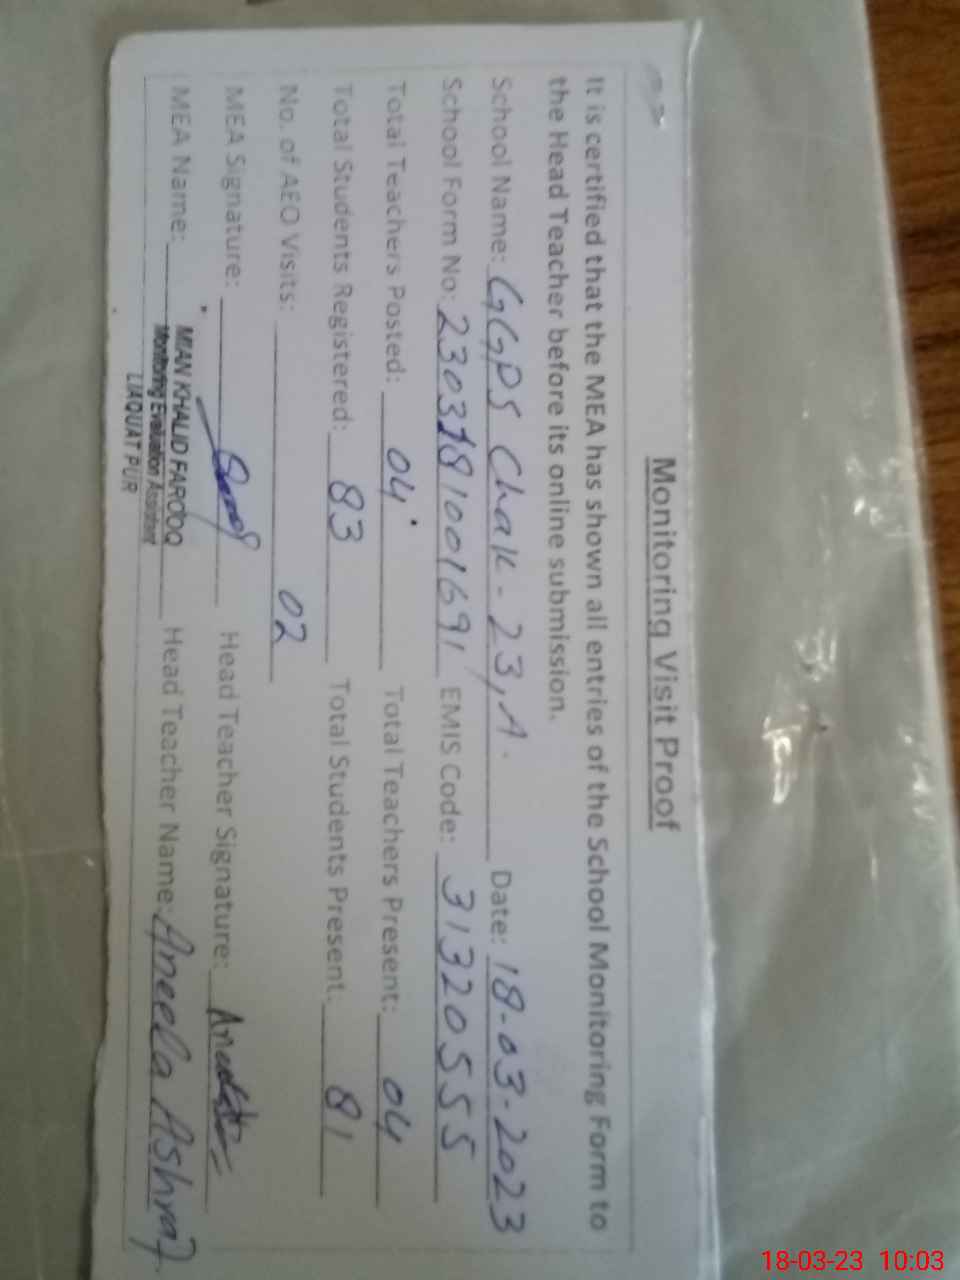 Monitoring Visit Proof
It is certified that the MEA has shown all entries of the School Monitoring Form to
the Head Teacher before its online submission.
School Name: GGPS Chak-23,A. Date: 18-03-2023
School Form No: 2303181001691 EMIS Code: 31320555
Total Teachers Posted: 04 Total Teachers Present: 04
Total Students Registered: 83 Total Students Present: 81
No. of AEO Visits: 02
MEA Signature: Head Teacher Signature:
MEA Name: MIAN KHALID FAROOQ Head Teacher Name: Aneela Ashraf
Monitoring Evaluation Assistant
LIAQUAT PUR
18-03-23 10:03